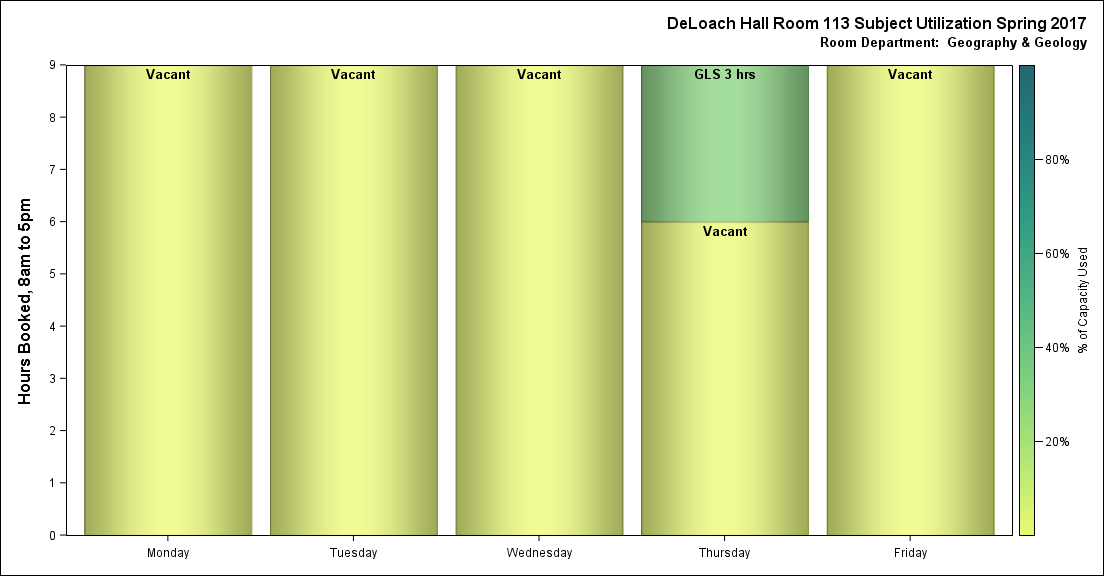 DeLoach Hall Room 113 Subject Utilization Spring 2017
Room Department:  Geography & Geology
Hours Booked, 8am to 5pm
9
8
7
6
5
4
3
2
1
0
Vacant
Vacant
Vacant
GLS 3 hrs
Vacant
Vacant
Monday
Tuesday
Wednesday
Thursday
Friday
80%
60%
40%
20%
% of Capacity Used